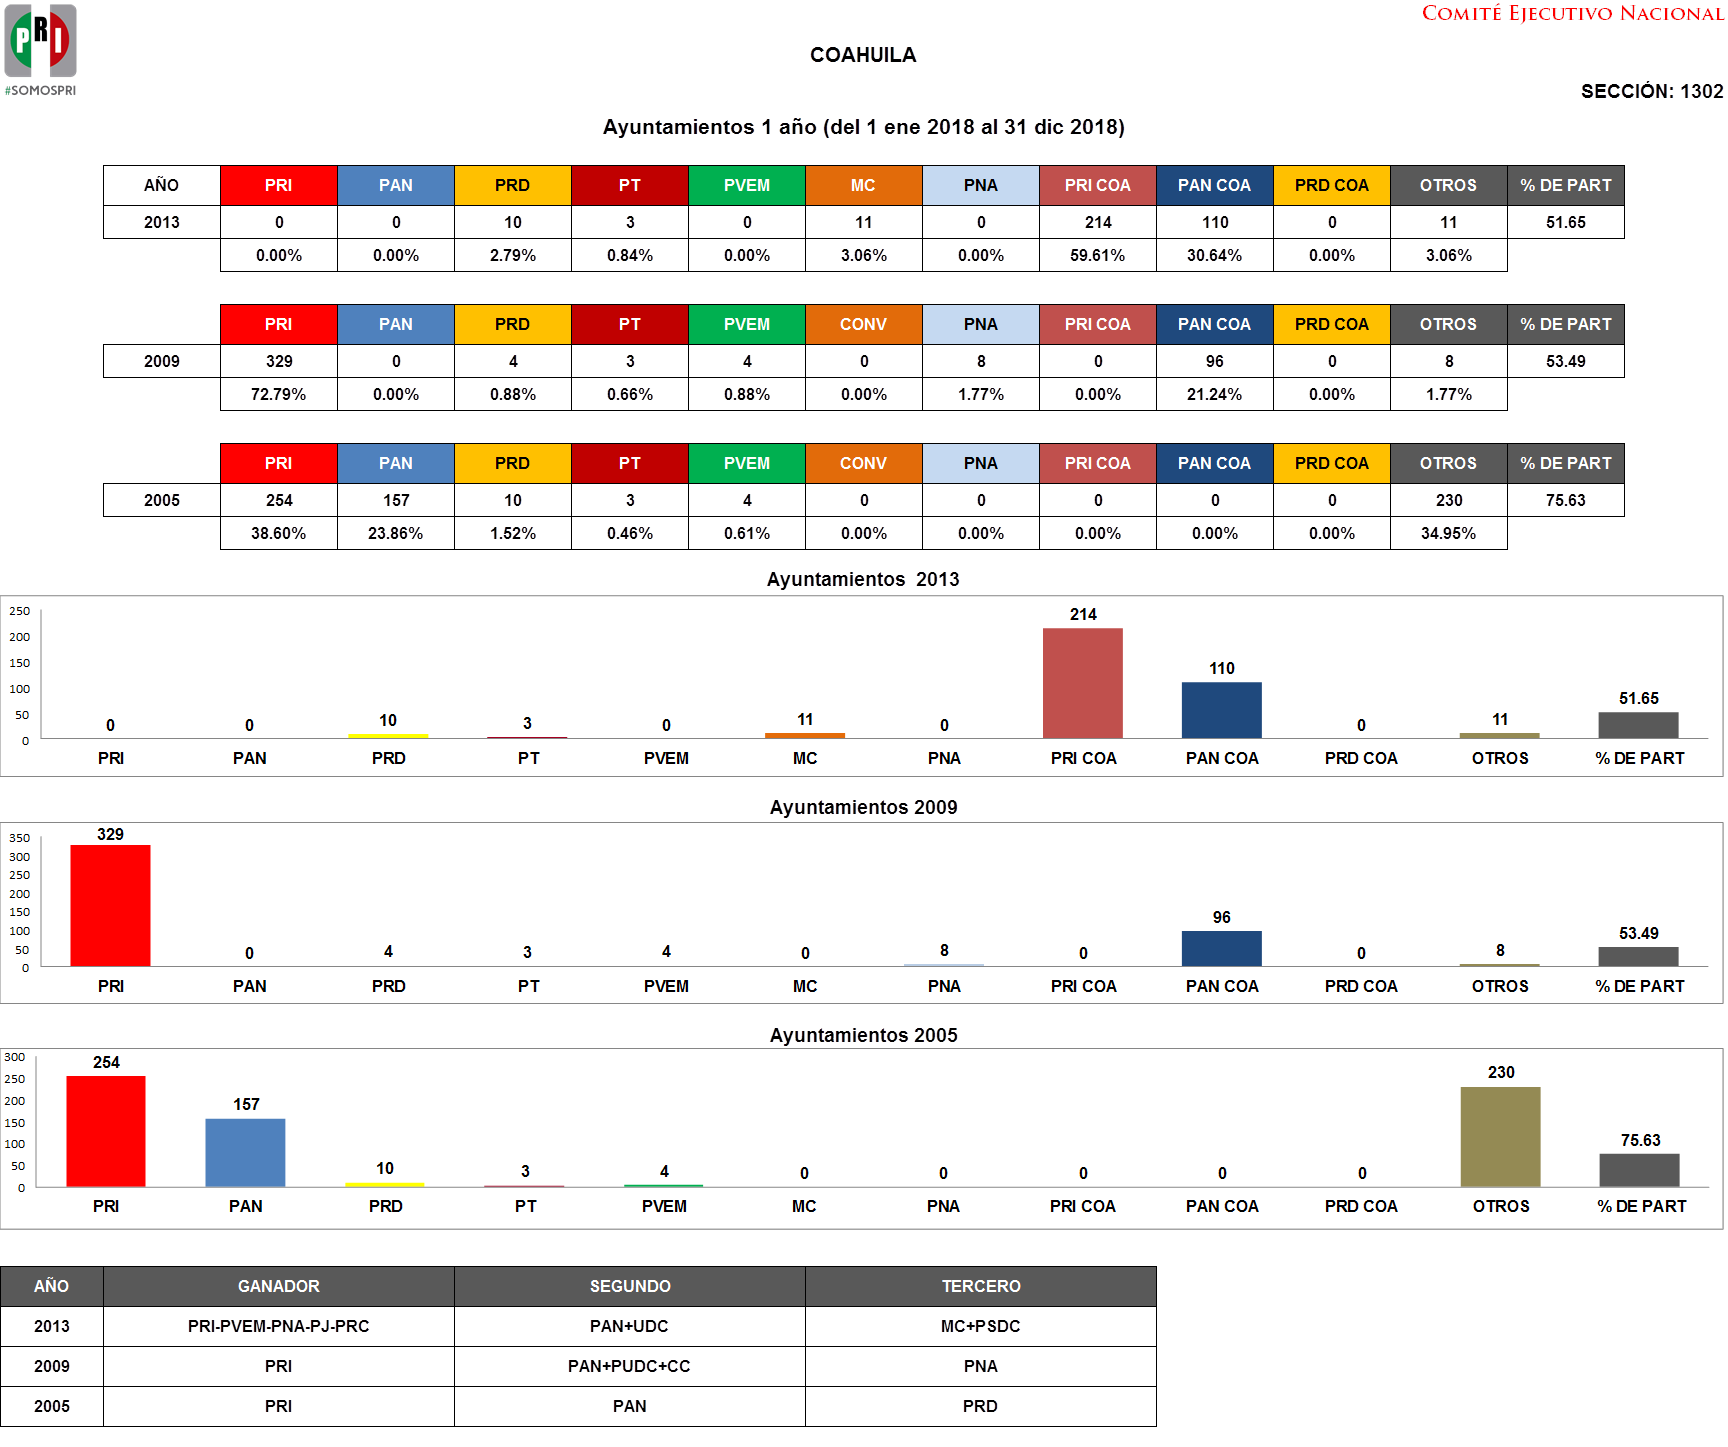 PRI
#SOMOSPRI
COMITÉ EJECUTIVO NACIONAL
COAHUILA
SECCIÓN: 1302
Ayuntamientos 1 año (del 1 ene 2018 al 31 dic 2018)
AÑO PRI PAN PRD PT PVEM MC PNA PRI COA PAN COA PRD COA OTROS % DE PART
2013 0 0 10 3 0 11 0 214 110 0 11 51.65
0.00% 0.00% 2.79% 0.84% 0.00% 3.06% 0.00% 59.61% 30.64% 0.00% 3.06%
PRI PAN PRD PT PVEM CONV PNA PRI COA PAN COA PRD COA OTROS % DE PART
2009 329 0 4 3 4 0 8 0 96 0 8 53.49
72.79% 0.00% 0.88% 0.66% 0.88% 0.00% 1.77% 0.00% 21.24% 0.00% 1.77%
PRI PAN PRD PT PVEM CONV PNA PRI COA PAN COA PRD COA OTROS % DE PART
2005 254 157 10 3 4 0 0 0 0 0 230 75.63
38.60% 23.86% 1.52% 0.46% 0.61% 0.00% 0.00% 0.00% 0.00% 0.00% 34.95%
Ayuntamientos 2013
250
200
150
100
50
0
0 0 10 3 0 11 0 214 110 0 11 51.65
PRI PAN PRD PT PVEM MC PNA PRI COA PAN COA PRD COA OTROS % DE PART
Ayuntamientos 2009
350
300
250
200
150
100
50
0
329 0 4 3 4 0 8 0 96 0 8 53.49
PRI PAN PRD PT PVEM MC PNA PRI COA PAN COA PRD COA OTROS % DE PART
Ayuntamientos 2005
300
250
200
150
100
50
0
254 157 10 3 4 0 0 0 0 0 230 75.63
PRI PAN PRD PT PVEM MC PNA PRI COA PAN COA PRD COA OTROS % DE PART
AÑO GANADOR SEGUNDO TERCERO
2013 PRI-PVEM-PNA-PJ-PRC PAN+UDC MC+PSDC
2009 PRI PAN+PUDC+CC PNA
2005 PRI PAN PRD